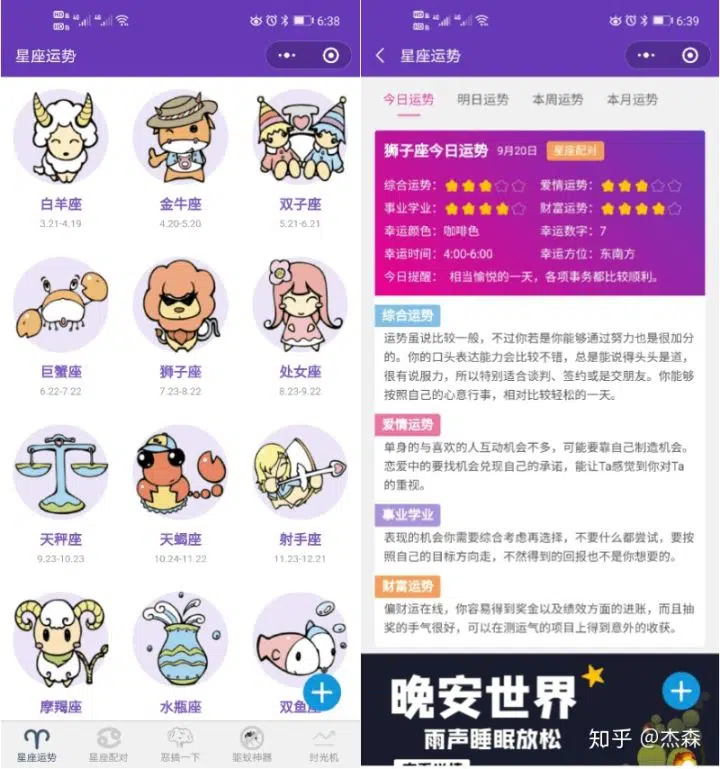 6:38
星座运势
白羊座
金牛座
双子座
3.21-4.19
4.20-5.20
5.21-6.21
巨蟹座
狮子座
处女座
6.22-7.22
7.23-8.22
8.23-9.22
天秤座
天蝎座
射手座
9.23-10.23
10.24-11.22
11.23-12.21
摩羯座
水瓶座
双鱼座
星座运势
星座配对
恶搞一下
驱蚊神器
时光机
6:39
星座运势
今日运势 明日运势 本周运势 本月运势
狮子座今日运势 9月20日 星座配对
综合运势: 爱情运势:
事业学业: 财富运势:
幸运颜色: 咖啡色 幸运数字: 7
幸运时间: 4:00-6:00 幸运方位: 东南方
今日提醒: 相当愉悦的一天，各项事务都比较顺利。
综合运势
运势虽说比较一般，不过你若是你能够通过努力也是很加分
的。你的口头表达能力会比较不错，总是能说得头头是道，
很有说服力，所以特别适合谈判、签约或是交朋友。你能够
按照自己的心意行事，相对比较轻松的一天。
爱情运势
单身的与喜欢的人互动机会不多，可能要靠自己制造机会。
恋爱中的要找机会兑现自己的承诺，能让Ta感觉到你对Ta
的重视。
事业学业
表现的机会你需要综合考虑再选择，不要什么都尝试，要按
照自己的目标方向走，不然得到的回报也不是你想要的。
财富运势
偏财运在线，你容易得到奖金以及绩效方面的进账，而且抽
奖的手气很好，可以在测运气的项目上得到意外的收获。
晚安世界
雨声睡眠放松
知乎 @杰森